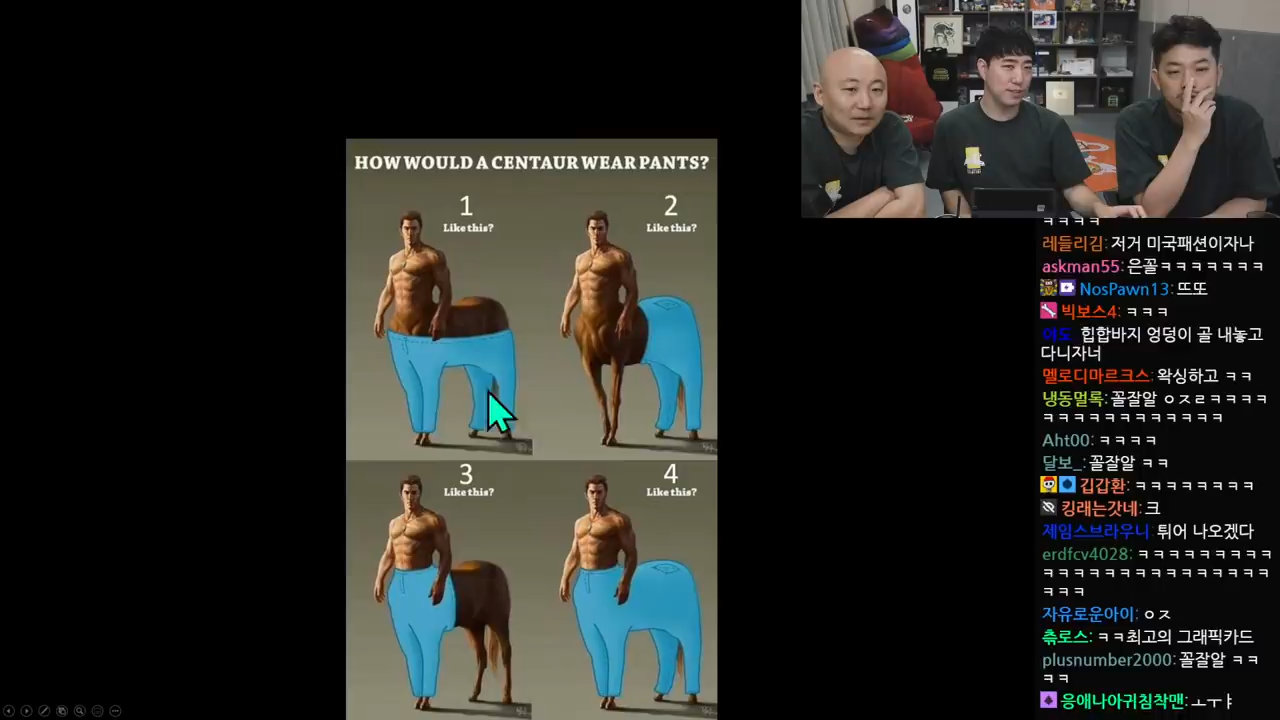 HOW WOULD A CENTAUR WEAR PANTS?
1
Like this?
2
Like this?
3
Like this?
4
Like this?
ㅋㅋㅋㅋ
레들리김: 저거 미국패션이자나
askman55: 은꼴ㅋㅋㅋㅋㅋㅋㅋ
NosPawn13: 뜨또
빅보스4: ㅋㅋㅋ
여도: 힙합바지 엉덩이 골 내놓고
다니자너
멜로디마르크스: 왁싱하고 ㅋㅋ
냉동멀록: 꼴잘알 ㅇㅈㄹㅋㅋㅋㅋ
ㅋㅋㅋㅋㅋㅋㅋㅋㅋㅋㅋㅋ
Aht00: ㅋㅋㅋㅋ
달보_: 꼴잘알 ㅋㅋ
깁갑환: ㅋㅋㅋㅋㅋㅋㅋㅋ
킹래는갓네: 크
제임스브라우니: 튀어 나오겠다
erdfcv4028: ㅋㅋㅋㅋㅋㅋㅋㅋㅋ
ㅋㅋㅋㅋㅋㅋㅋㅋㅋㅋㅋㅋㅋㅋㅋ
ㅋㅋㅋ
자유로운아이: ㅇㅈ
츢로스: ㅋㅋ최고의 그래픽카드
plusnumber2000: 꼴잘알 ㅋㅋ
ㅋㅋ
응애나아귀침착맨: ㅗㅜㅑ